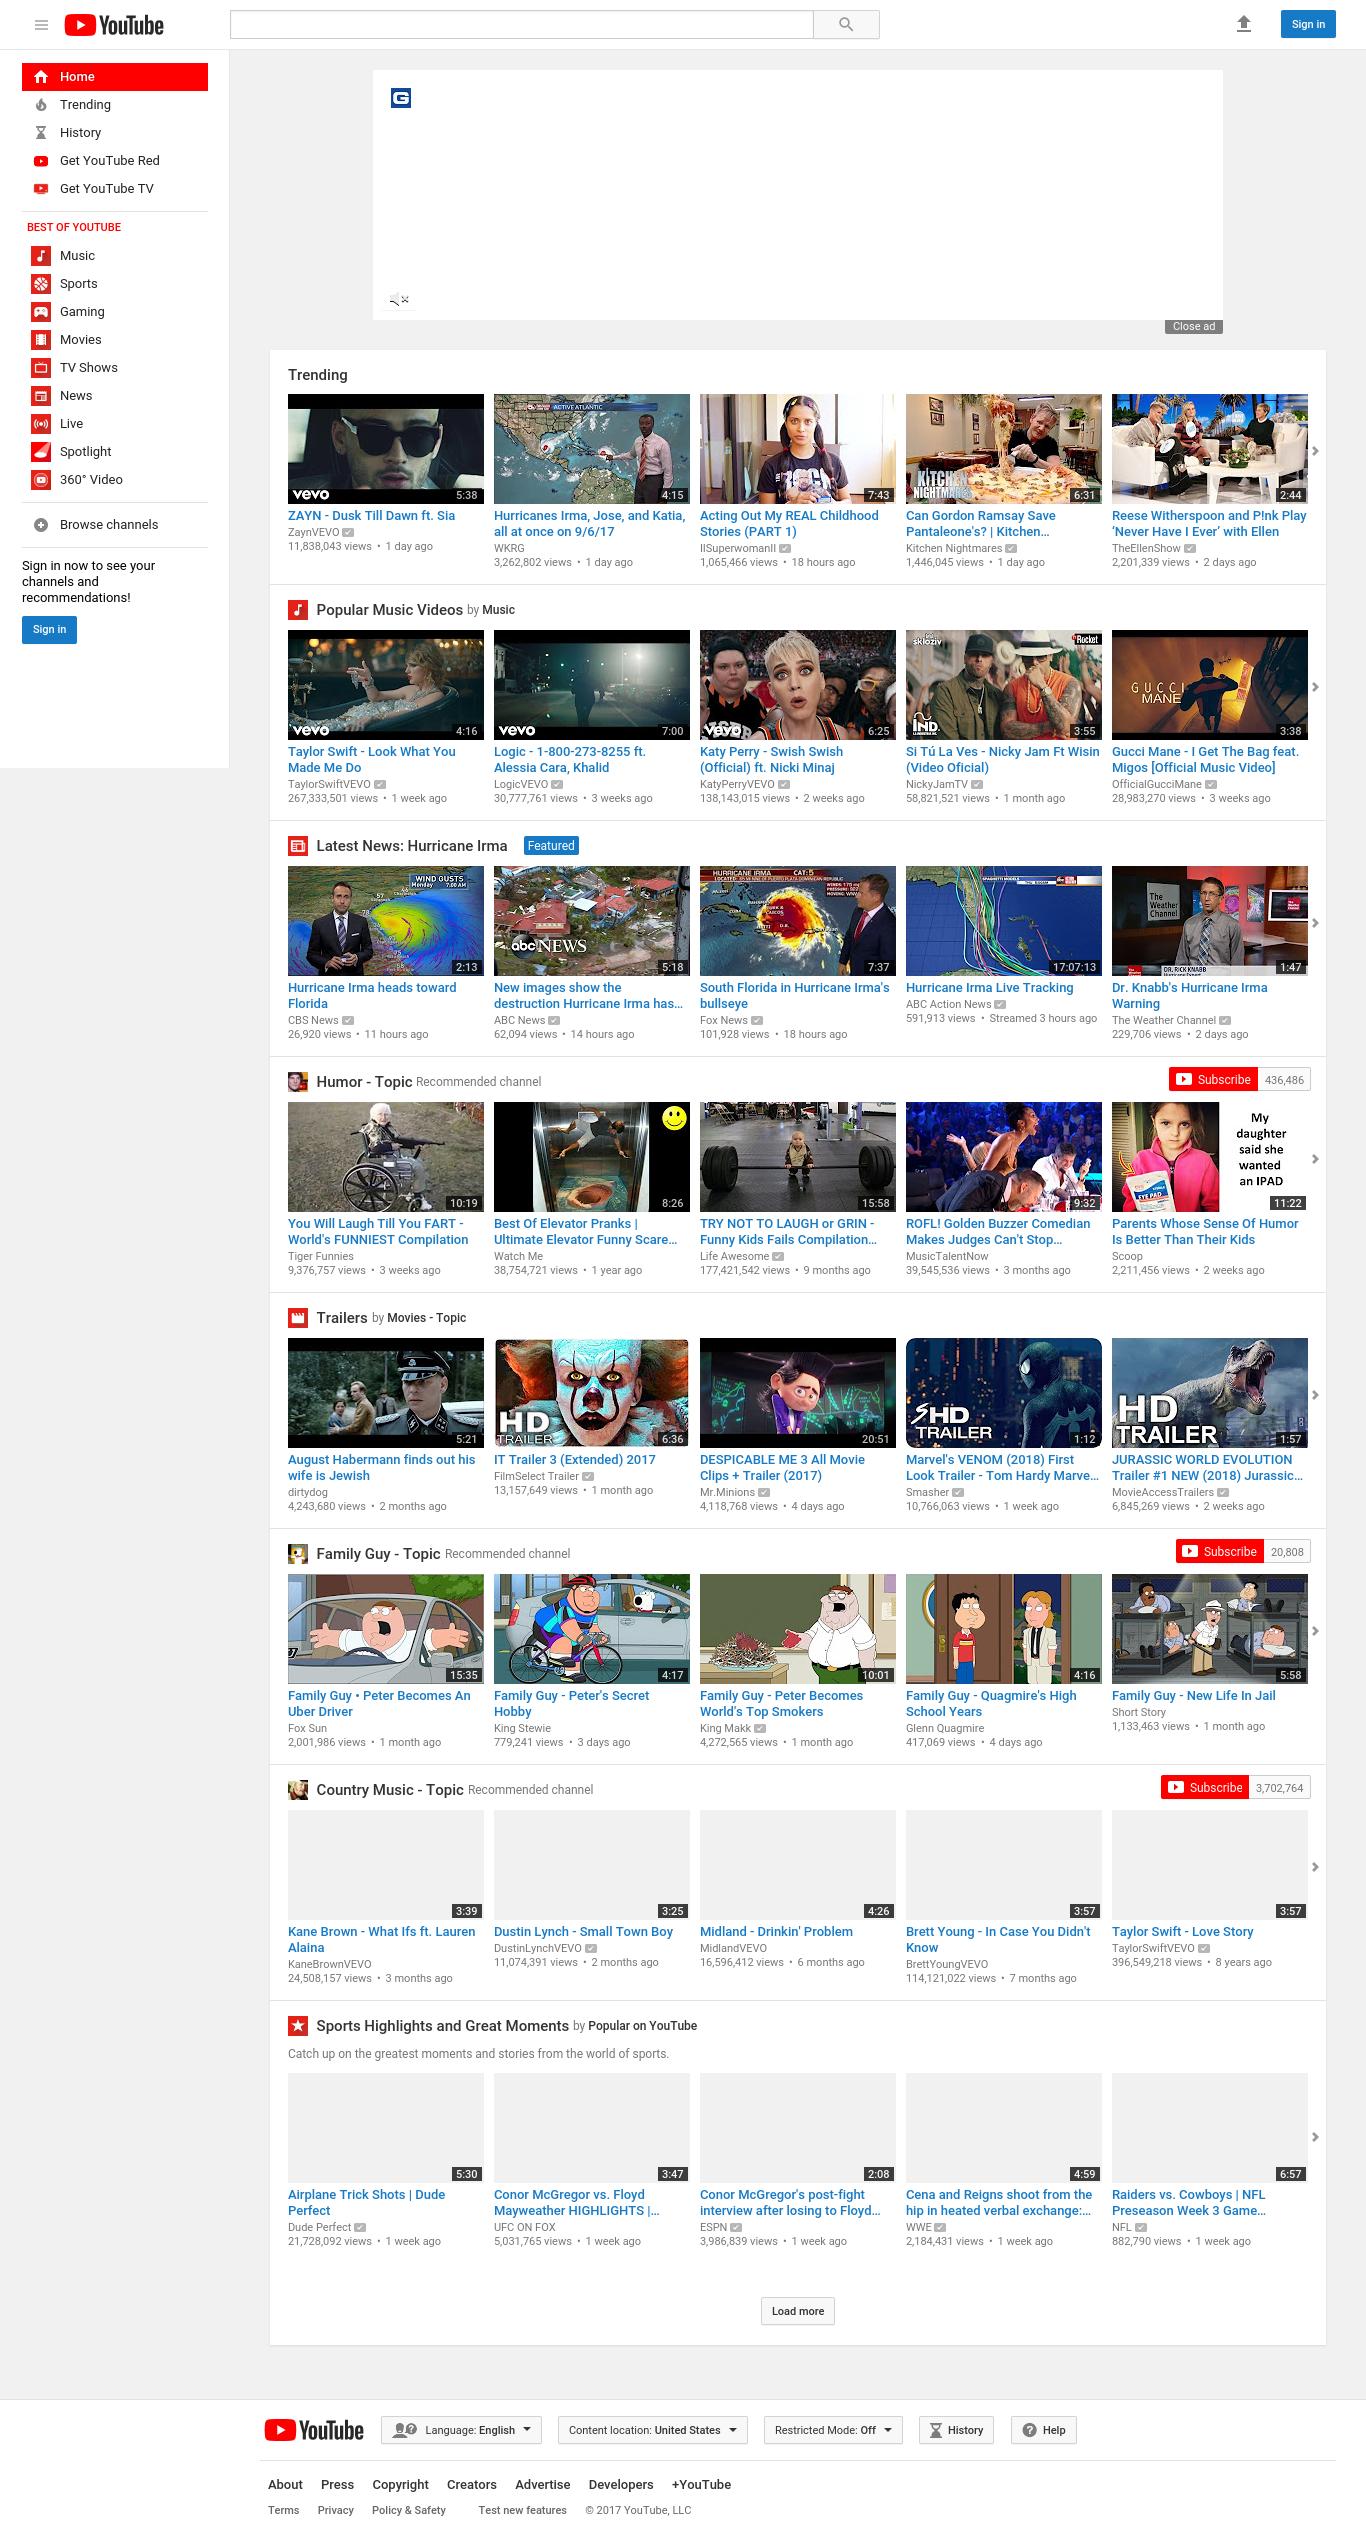 YouTube
Sign in
Home
Trending
History
Get YouTube Red
Get YouTube TV
BEST OF YOUTUBE
Music
Sports
Gaming
Movies
TV Shows
News
Live
Spotlight
360° Video
Browse channels
Sign in now to see your
channels and
recommendations!
Sign in
G
Close ad
Trending
ACTIVE ATLANTIC
KITCHEN
NIGHTMARES
vevo 5:38 4:15 7:43 6:31 2:44
ZAYN - Dusk Till Dawn ft. Sia
ZaynVEVO
11,838,043 views • 1 day ago
Hurricanes Irma, Jose, and Katia,
all at once on 9/6/17
WKRG
3,262,802 views • 1 day ago
Acting Out My REAL Childhood
Stories (PART 1)
IISuperwomanII
1,065,466 views • 18 hours ago
Can Gordon Ramsay Save
Pantaleone's? | Kitchen…
Kitchen Nightmares
1,446,045 views • 1 day ago
Reese Witherspoon and P!nk Play
‘Never Have I Ever’ with Ellen
TheEllenShow
2,201,339 views • 2 days ago
Popular Music Videos by Music
skloziv
Rocket
IND.
GUCCI
MANE
vevo 4:16 vevo 7:00 vevo 6:25 3:55 3:38
Taylor Swift - Look What You
Made Me Do
TaylorSwiftVEVO
267,333,501 views • 1 week ago
Logic - 1-800-273-8255 ft.
Alessia Cara, Khalid
LogicVEVO
30,777,761 views • 3 weeks ago
Katy Perry - Swish Swish
(Official) ft. Nicki Minaj
KatyPerryVEVO
138,143,015 views • 2 weeks ago
Si Tú La Ves - Nicky Jam Ft Wisin
(Video Oficial)
NickyJamTV
58,821,521 views • 1 month ago
Gucci Mane - I Get The Bag feat.
Migos [Official Music Video]
OfficialGucciMane
28,983,270 views • 3 weeks ago
Latest News: Hurricane Irma Featured
WIND GUSTS
Monday 7:00 AM
abc NEWS
HURRICANE IRMA CAT: 5
SPAGHETTI MODELS
The
Weather
Channel
DR. RICK KNABB
2:13 5:18 7:37 17:07:13 1:47
Hurricane Irma heads toward
Florida
CBS News
26,920 views • 11 hours ago
New images show the
destruction Hurricane Irma has…
ABC News
62,094 views • 14 hours ago
South Florida in Hurricane Irma's
bullseye
Fox News
101,928 views • 18 hours ago
Hurricane Irma Live Tracking
ABC Action News
591,913 views • Streamed 3 hours ago
Dr. Knabb's Hurricane Irma
Warning
The Weather Channel
229,706 views • 2 days ago
Humor - Topic Recommended channel
Subscribe 436,486
My
daughter
said she
wanted
an IPAD
EYE PAD
10:19 8:26 15:58 9:32 11:22
You Will Laugh Till You FART -
World's FUNNIEST Compilation
Tiger Funnies
9,376,757 views • 3 weeks ago
Best Of Elevator Pranks |
Ultimate Elevator Funny Scare…
Watch Me
38,754,721 views • 1 year ago
TRY NOT TO LAUGH or GRIN -
Funny Kids Fails Compilation…
Life Awesome
177,421,542 views • 9 months ago
ROFL! Golden Buzzer Comedian
Makes Judges Can't Stop…
MusicTalentNow
39,545,536 views • 3 months ago
Parents Whose Sense Of Humor
Is Better Than Their Kids
Scoop
2,211,456 views • 2 weeks ago
Trailers by Movies - Topic
HD
TRAILER
HD
TRAILER
HD
TRAILER
5:21 6:36 20:51 1:12 1:57
August Habermann finds out his
wife is Jewish
dirtydog
4,243,680 views • 2 months ago
IT Trailer 3 (Extended) 2017
FilmSelect Trailer
13,157,649 views • 1 month ago
DESPICABLE ME 3 All Movie
Clips + Trailer (2017)
Mr.Minions
4,118,768 views • 4 days ago
Marvel's VENOM (2018) First
Look Trailer - Tom Hardy Marve…
Smasher
10,766,063 views • 1 week ago
JURASSIC WORLD EVOLUTION
Trailer #1 NEW (2018) Jurassic…
MovieAccessTrailers
6,845,269 views • 2 weeks ago
Family Guy - Topic Recommended channel
Subscribe 20,808
15:35 4:17 10:01 4:16 5:58
Family Guy • Peter Becomes An
Uber Driver
Fox Sun
2,001,986 views • 1 month ago
Family Guy - Peter's Secret
Hobby
King Stewie
779,241 views • 3 days ago
Family Guy - Peter Becomes
World's Top Smokers
King Makk
4,272,565 views • 1 month ago
Family Guy - Quagmire's High
School Years
Glenn Quagmire
417,069 views • 4 days ago
Family Guy - New Life In Jail
Short Story
1,133,463 views • 1 month ago
Country Music - Topic Recommended channel
Subscribe 3,702,764
3:39 3:25 4:26 3:57 3:57
Kane Brown - What Ifs ft. Lauren
Alaina
KaneBrownVEVO
24,508,157 views • 3 months ago
Dustin Lynch - Small Town Boy
DustinLynchVEVO
11,074,391 views • 2 months ago
Midland - Drinkin' Problem
MidlandVEVO
16,596,412 views • 6 months ago
Brett Young - In Case You Didn't
Know
BrettYoungVEVO
114,121,022 views • 7 months ago
Taylor Swift - Love Story
TaylorSwiftVEVO
396,549,218 views • 8 years ago
Sports Highlights and Great Moments by Popular on YouTube
Catch up on the greatest moments and stories from the world of sports.
5:30 3:47 2:08 4:59 6:57
Airplane Trick Shots | Dude
Perfect
Dude Perfect
21,728,092 views • 1 week ago
Conor McGregor vs. Floyd
Mayweather HIGHLIGHTS |…
UFC ON FOX
5,031,765 views • 1 week ago
Conor McGregor's post-fight
interview after losing to Floyd…
ESPN
3,986,839 views • 1 week ago
Cena and Reigns shoot from the
hip in heated verbal exchange:…
WWE
2,184,431 views • 1 week ago
Raiders vs. Cowboys | NFL
Preseason Week 3 Game…
NFL
882,790 views • 1 week ago
Load more
YouTube Language: English Content location: United States Restricted Mode: Off History Help
About Press Copyright Creators Advertise Developers +YouTube
Terms Privacy Policy & Safety Test new features © 2017 YouTube, LLC